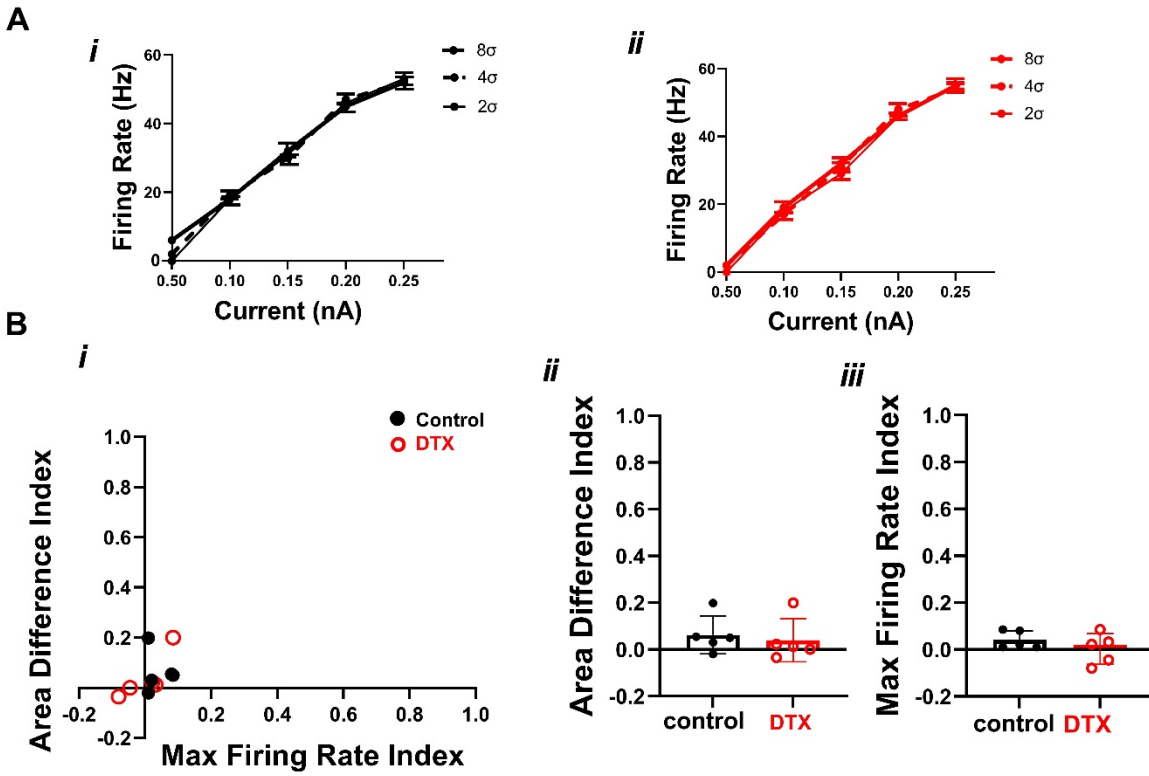 A
i
8σ
4σ
2σ
Firing Rate (Hz)
60
40
20
0
0.50 0.10 0.15 0.20 0.25
Current (nA)
ii
8σ
4σ
2σ
Firing Rate (Hz)
60
40
20
0
0.50 0.10 0.15 0.20 0.25
Current (nA)
B
i
Control
DTX
Area Difference Index
1.0
0.8
0.6
0.4
0.2
0
-0.2
-0.2 0.2 0.4 0.6 0.8 1.0
Max Firing Rate Index
ii
Area Difference Index
1.0
0.8
0.6
0.4
0.2
0.0
-0.2
control DTX
iii
Max Firing Rate Index
1.0
0.8
0.6
0.4
0.2
0.0
-0.2
control DTX